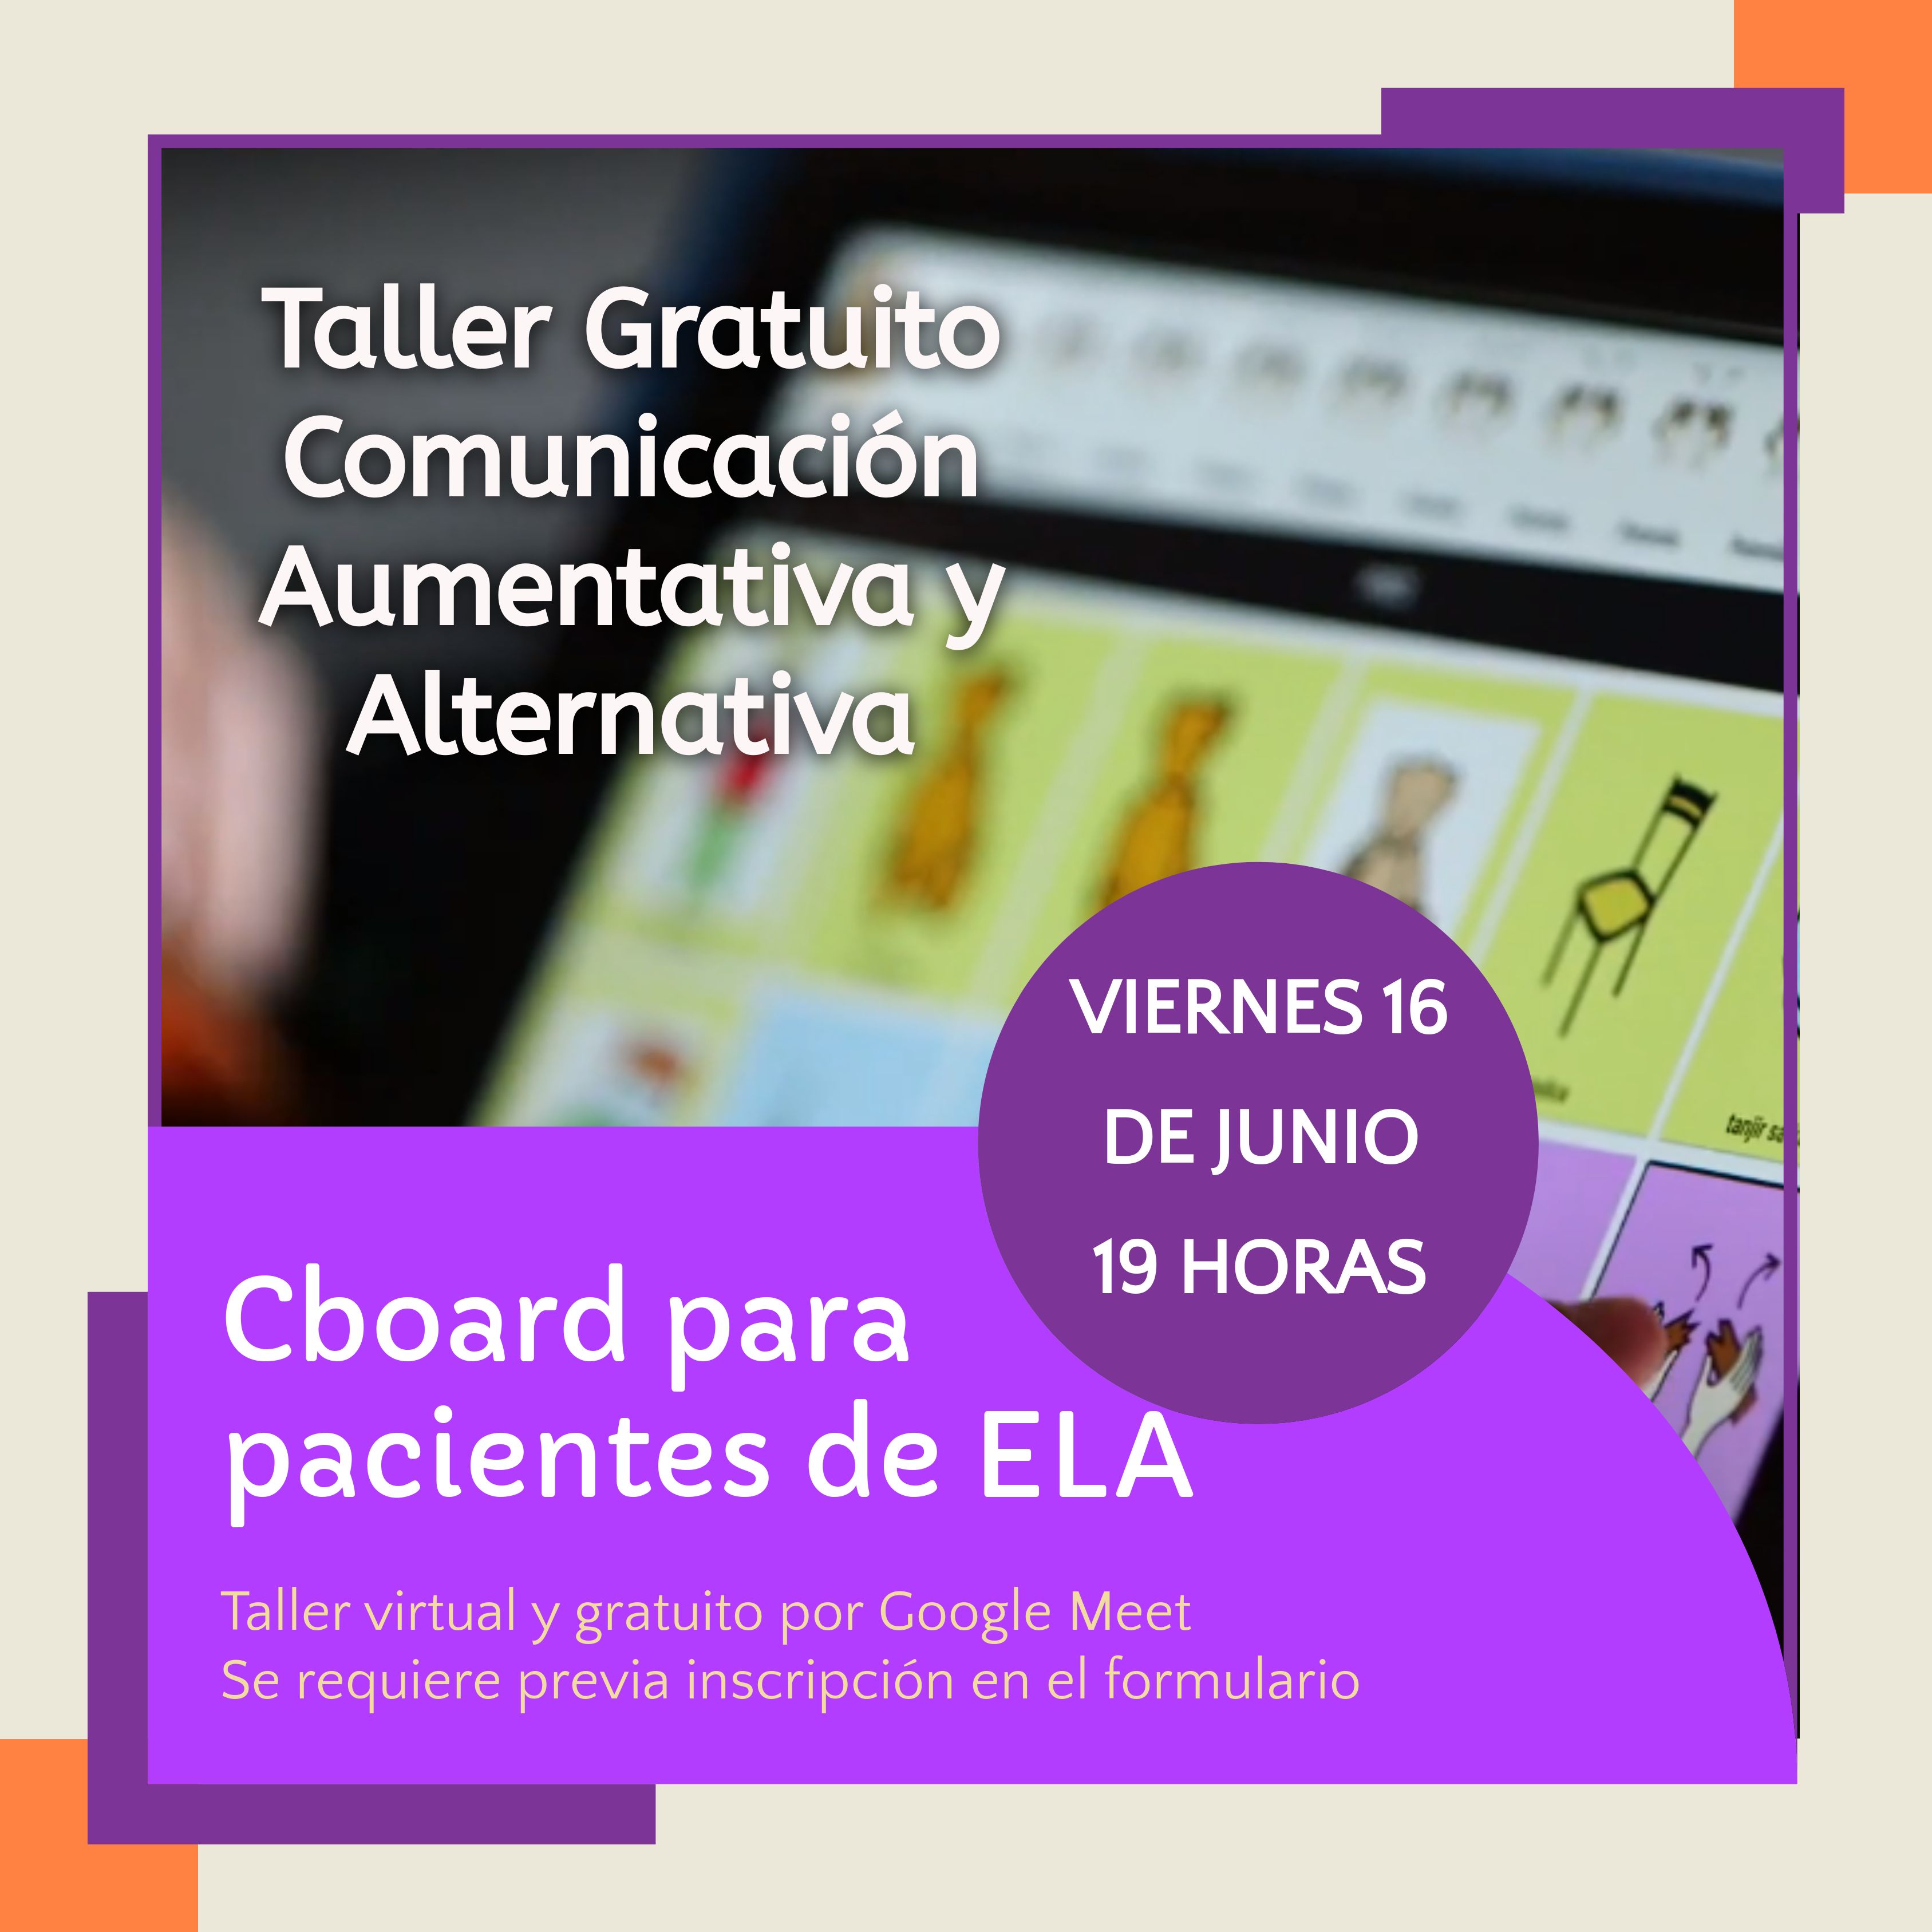 Taller Gratuito
Comunicación
Aumentativa y
Alternativa
VIERNES 16
DE JUNIO
19 HORAS
Cboard para
pacientes de ELA
Taller virtual y gratuito por Google Meet
Se requiere previa inscripción en el formulario
tanjir